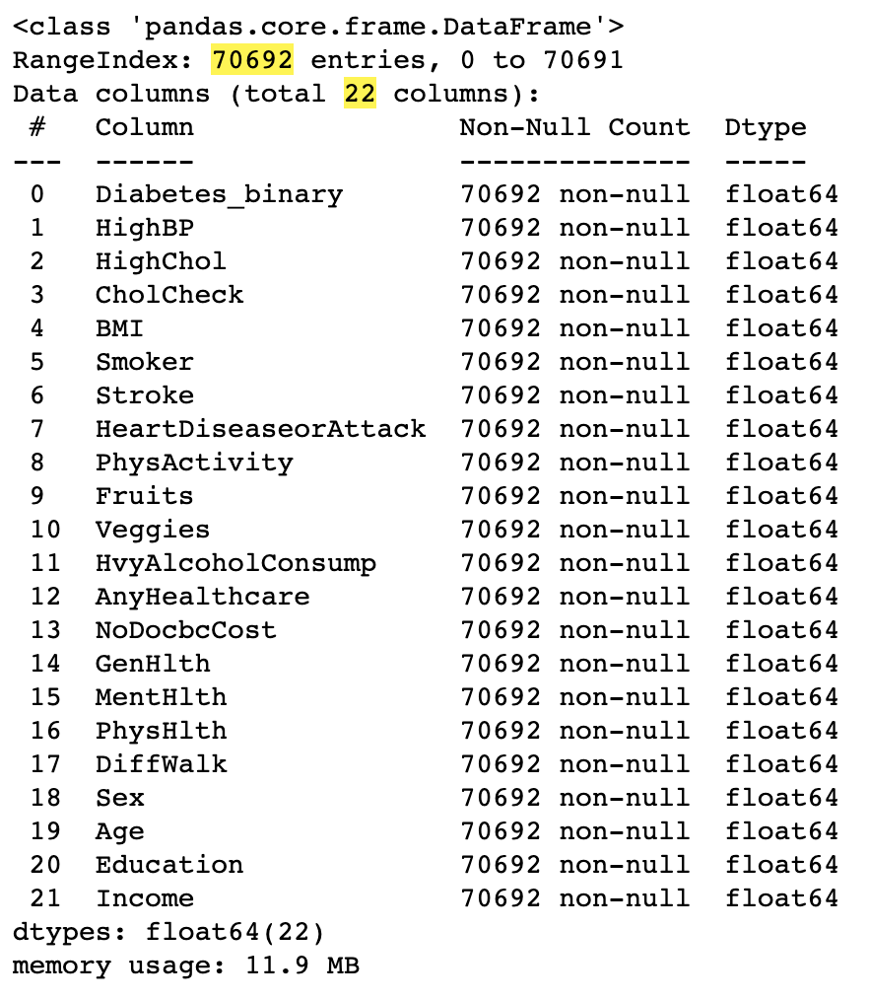 <class 'pandas.core.frame.DataFrame'>
RangeIndex: 70692 entries, 0 to 70691
Data columns (total 22 columns):
 #   Column                Non-Null Count  Dtype
---  ------                --------------  -----
 0   Diabetes_binary       70692 non-null  float64
 1   HighBP                70692 non-null  float64
 2   HighChol              70692 non-null  float64
 3   CholCheck             70692 non-null  float64
 4   BMI                   70692 non-null  float64
 5   Smoker                70692 non-null  float64
 6   Stroke                70692 non-null  float64
 7   HeartDiseaseorAttack  70692 non-null  float64
 8   PhysActivity          70692 non-null  float64
 9   Fruits                70692 non-null  float64
 10  Veggies               70692 non-null  float64
 11  HvyAlcoholConsump     70692 non-null  float64
 12  AnyHealthcare         70692 non-null  float64
 13  NoDocbcCost           70692 non-null  float64
 14  GenHlth               70692 non-null  float64
 15  MentHlth              70692 non-null  float64
 16  PhysHlth              70692 non-null  float64
 17  DiffWalk              70692 non-null  float64
 18  Sex                   70692 non-null  float64
 19  Age                   70692 non-null  float64
 20  Education             70692 non-null  float64
 21  Income                70692 non-null  float64
dtypes: float64(22)
memory usage: 11.9 MB